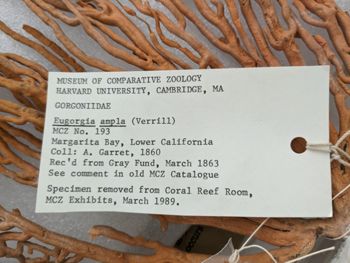 MUSEUM OF COMPARATIVE ZOOLOGY
HARVARD UNIVERSITY, CAMBRIDGE, MA
GORGONIIDAE
Eugorgia ampla (Verrill)
MCZ No. 193
Margarita Bay, Lower California
Coll: A. Garret, 1860
Rec'd from Gray Fund, March 1863
See comment in old MCZ Catalogue
Specimen removed from Coral Reef Room,
MCZ Exhibits, March 1989.